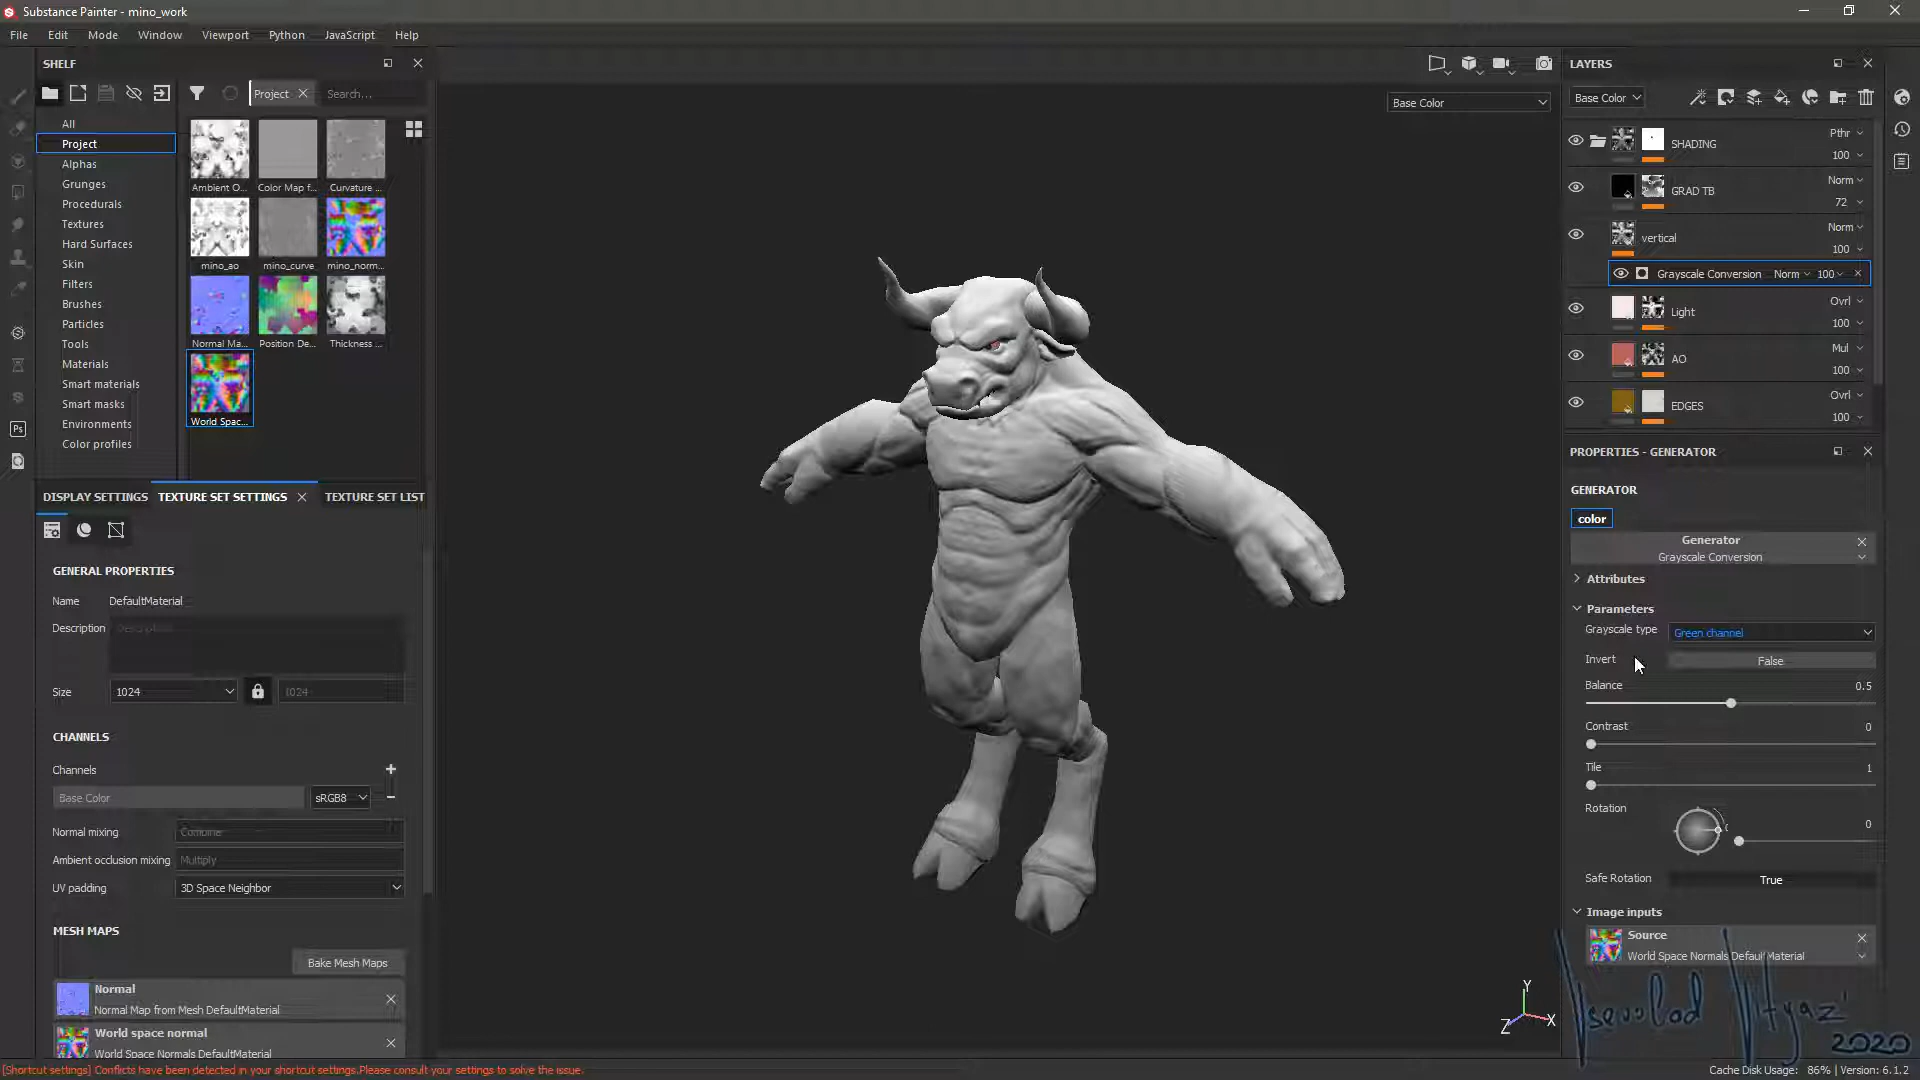 Substance Painter - mino_work
File Edit Mode Window Viewport Python JavaScript Help
SHELF
Project
Search...
All
Project
Alphas
Grunges
Procedurals
Textures
Hard Surfaces
Skin
Filters
Brushes
Particles
Tools
Materials
Smart materials
Smart masks
Environments
Color profiles
Ambient O... Color Map f... Curvature ...
mino_ao mino_curve mino_norm...
Normal Ma... Position De... Thickness ...
World Spac...
Ps
DISPLAY SETTINGS TEXTURE SET SETTINGS TEXTURE SET LIST
GENERAL PROPERTIES
Name DefaultMaterial
Description
Size 1024 1024
CHANNELS
Channels
Base Color sRGB8
Normal mixing Combine
Ambient occlusion mixing Multiply
UV padding 3D Space Neighbor
MESH MAPS
Bake Mesh Maps
Normal
Normal Map from Mesh DefaultMaterial
World space normal
World Space Normals DefaultMaterial
[Shortcut settings] Conflicts have been detected in your shortcut settings.Please consult your settings to solve the issue.
Base Color
Y
Z X
LAYERS
Base Color
SHADING Pthr 100
GRAD TB Norm 72
vertical Norm 100
Grayscale Conversion Norm 100
Light Ovrl 100
AO Mul 100
EDGES Ovrl 100
PROPERTIES - GENERATOR
GENERATOR
color
Generator
Grayscale Conversion
Attributes
Parameters
Grayscale type Green channel
Invert False
Balance 0.5
Contrast 0
Tile 1
Rotation 0
Safe Rotation True
Image inputs
Source
World Space Normals DefaultMaterial
2020
Cache Disk Usage: 86% | Version: 6.1.2